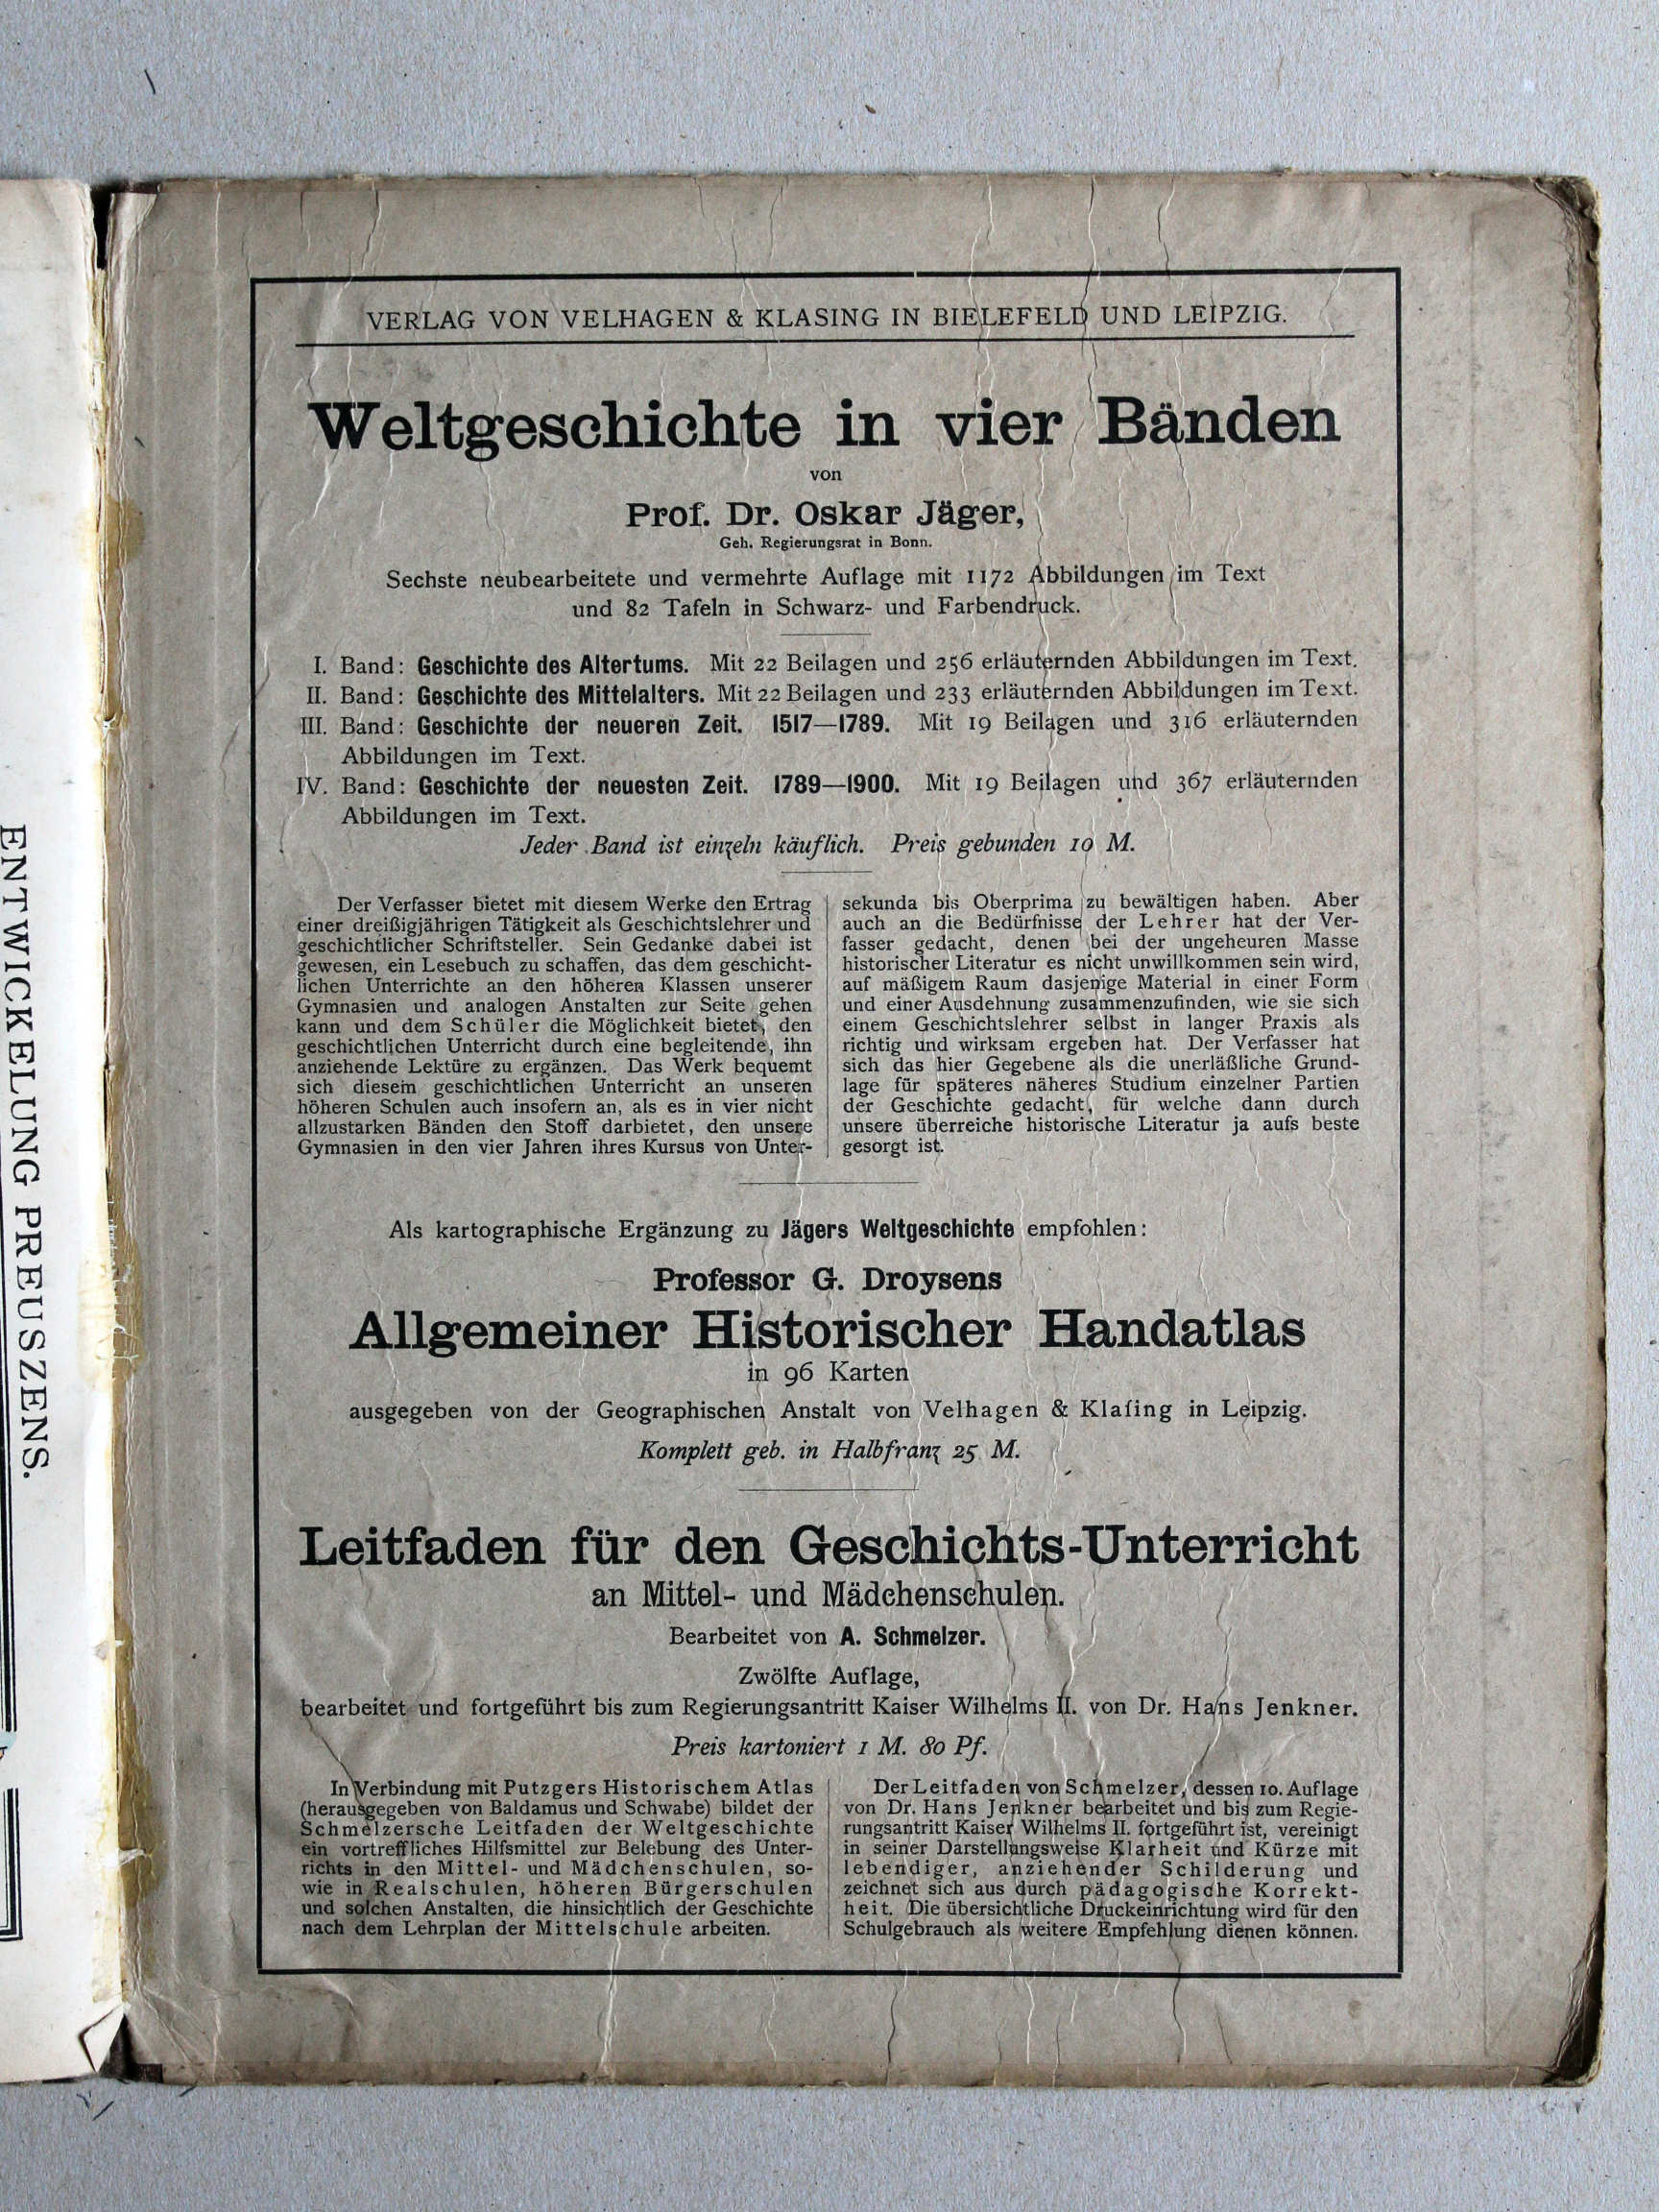 ENTWICKELUNG PREUSZENS.
VERLAG VON VELHAGEN & KLASING IN BIELEFELD UND LEIPZIG.
Weltgeschichte in vier Bänden
von
Prof. Dr. Oskar Jäger,
Geh. Regierungsrat in Bonn.
Sechste neubearbeitete und vermehrte Auflage mit 1172 Abbildungen im Text
und 82 Tafeln in Schwarz- und Farbendruck.
I. Band: Geschichte des Altertums. Mit 22 Beilagen und 256 erläuternden Abbildungen im Text.
II. Band: Geschichte des Mittelalters. Mit 22 Beilagen und 233 erläuternden Abbildungen im Text.
III. Band: Geschichte der neueren Zeit. 1517—1789. Mit 19 Beilagen und 316 erläuternden
Abbildungen im Text.
IV. Band: Geschichte der neuesten Zeit. 1789—1900. Mit 19 Beilagen und 367 erläuternden
Abbildungen im Text.
Jeder Band ist einzeln käuflich. Preis gebunden 10 M.
Der Verfasser bietet mit diesem Werke den Ertrag
einer dreißigjährigen Tätigkeit als Geschichtslehrer und
geschichtlicher Schriftsteller. Sein Gedanke dabei ist
gewesen, ein Lesebuch zu schaffen, das dem geschicht-
lichen Unterrichte an den höheren Klassen unserer
Gymnasien und analogen Anstalten zur Seite gehen
kann und dem Schüler die Möglichkeit bietet, den
geschichtlichen Unterricht durch eine begleitende, ihn
anziehende Lektüre zu ergänzen. Das Werk bequemt
sich diesem geschichtlichen Unterricht an unseren
höheren Schulen auch insofern an, als es in vier nicht
allzustarken Bänden den Stoff darbietet, den unsere
Gymnasien in den vier Jahren ihres Kursus von Unter-
sekunda bis Oberprima zu bewältigen haben. Aber
auch an die Bedürfnisse der Lehrer hat der Ver-
fasser gedacht, denen bei der ungeheuren Masse
historischer Literatur es nicht unwillkommen sein wird,
auf mäßigem Raum dasjenige Material in einer Form
und einer Ausdehnung zusammenzufinden, wie sie sich
einem Geschichtslehrer selbst in langer Praxis als
richtig und wirksam ergeben hat. Der Verfasser hat
sich das hier Gegebene als die unerläßliche Grund-
lage für späteres näheres Studium einzelner Partien
der Geschichte gedacht, für welche dann durch
unsere überreiche historische Literatur ja aufs beste
gesorgt ist.
Als kartographische Ergänzung zu Jägers Weltgeschichte empfohlen:
Professor G. Droysens
Allgemeiner Historischer Handatlas
in 96 Karten
ausgegeben von der Geographischen Anstalt von Velhagen & Klaſing in Leipzig.
Komplett geb. in Halbfranz 25 M.
Leitfaden für den Geschichts-Unterricht
an Mittel- und Mädchenschulen.
Bearbeitet von A. Schmelzer.
Zwölfte Auflage,
bearbeitet und fortgeführt bis zum Regierungsantritt Kaiser Wilhelms II. von Dr. Hans Jenkner.
Preis kartoniert 1 M. 80 Pf.
In Verbindung mit Putzgers Historischem Atlas
(herausgegeben von Baldamus und Schwabe) bildet der
Schmelzersche Leitfaden der Weltgeschichte
ein vortreffliches Hilfsmittel zur Belebung des Unter-
richts in den Mittel- und Mädchenschulen, so-
wie in Realschulen, höheren Bürgerschulen
und solchen Anstalten, die hinsichtlich der Geschichte
nach dem Lehrplan der Mittelschule arbeiten.
Der Leitfaden von Schmelzer, dessen 10. Auflage
von Dr. Hans Jenkner bearbeitet und bis zum Regie-
rungsantritt Kaiser Wilhelms II. fortgeführt ist, vereinigt
in seiner Darstellungsweise Klarheit und Kürze mit
lebendiger, anziehender Schilderung und
zeichnet sich aus durch pädagogische Korrekt-
heit. Die übersichtliche Druckeinrichtung wird für den
Schulgebrauch als weitere Empfehlung dienen können.